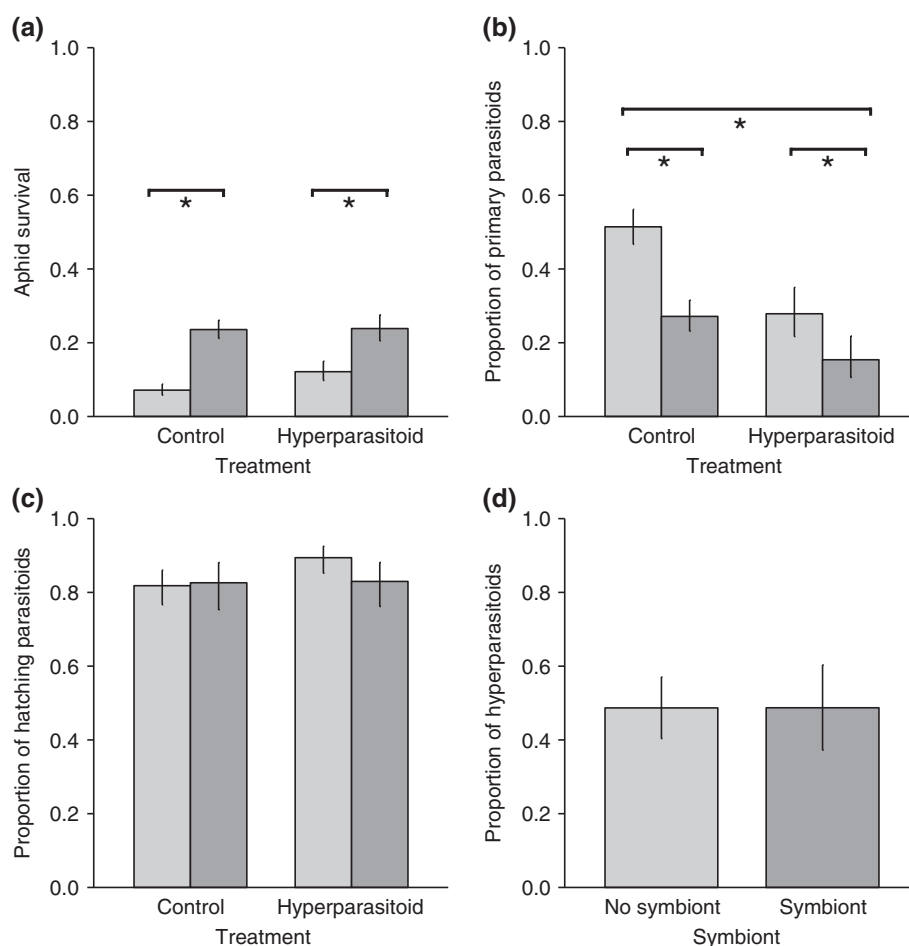 (a)
1.0
0.8
0.6
0.4
0.2
0.0
Aphid survival
*
*
Control
Hyperparasitoid
Treatment
(b)
1.0
0.8
0.6
0.4
0.2
0.0
Proportion of primary parasitoids
*
*
*
Control
Hyperparasitoid
Treatment
(c)
1.0
0.8
0.6
0.4
0.2
0.0
Proportion of hatching parasitoids
Control
Hyperparasitoid
Treatment
(d)
1.0
0.8
0.6
0.4
0.2
0.0
Proportion of hyperparasitoids
No symbiont
Symbiont
Symbiont